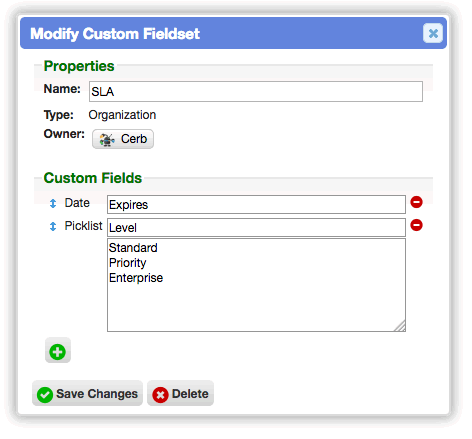 Modify Custom Fieldset
Properties
Name: SLA
Type: Organization
Owner: Cerb
Custom Fields
Date Expires
Picklist Level
Standard
Priority
Enterprise
Save Changes Delete